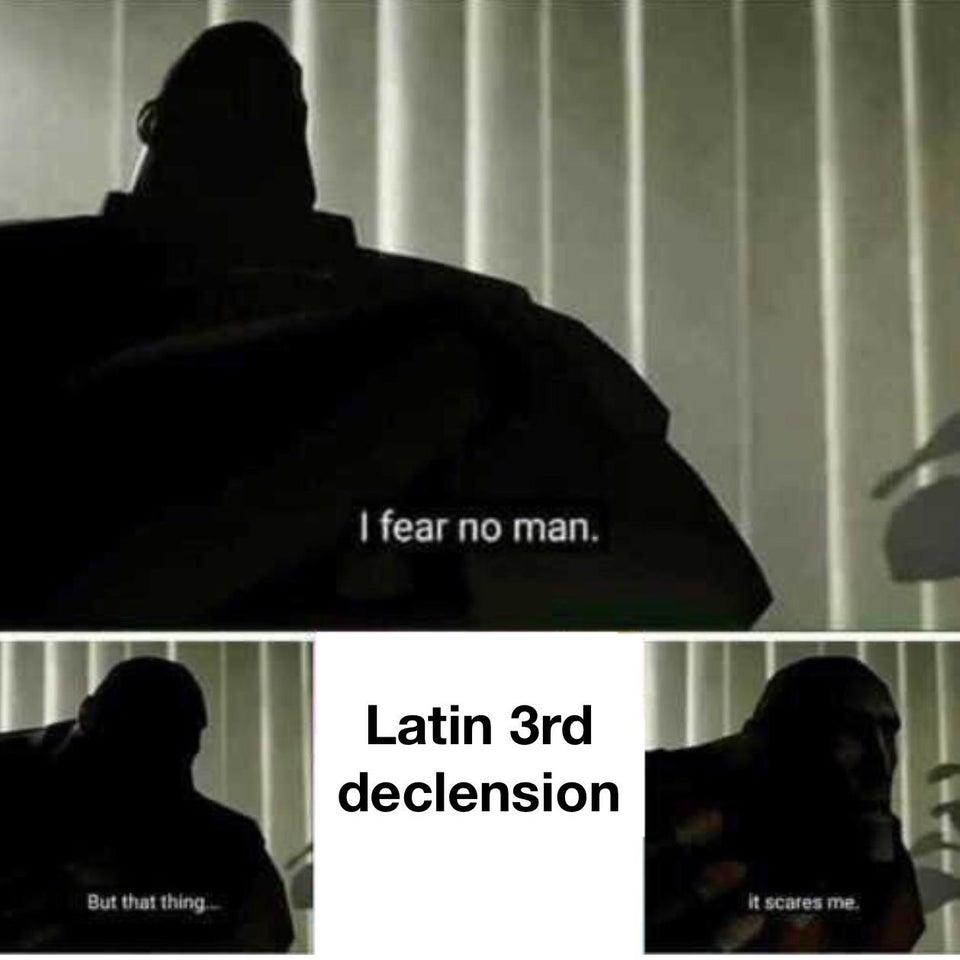 I fear no man.
But that thing...
Latin 3rd
declension
it scares me.